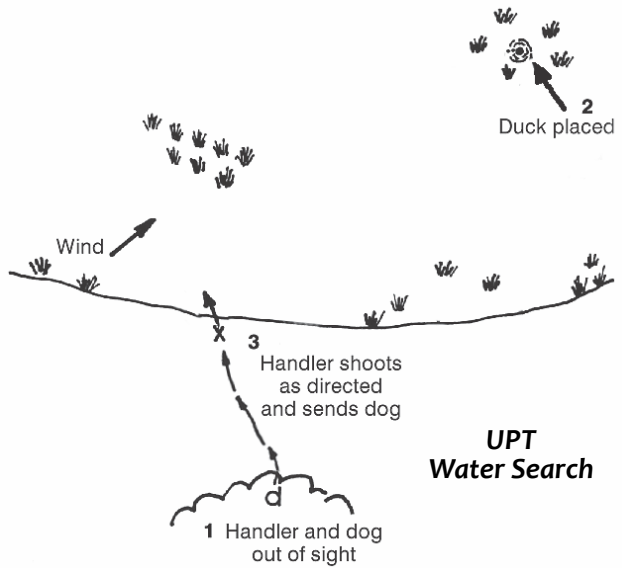 2
Duck placed
Wind
X
3
Handler shoots
as directed
and sends dog
UPT
Water Search
d
1 Handler and dog
out of sight